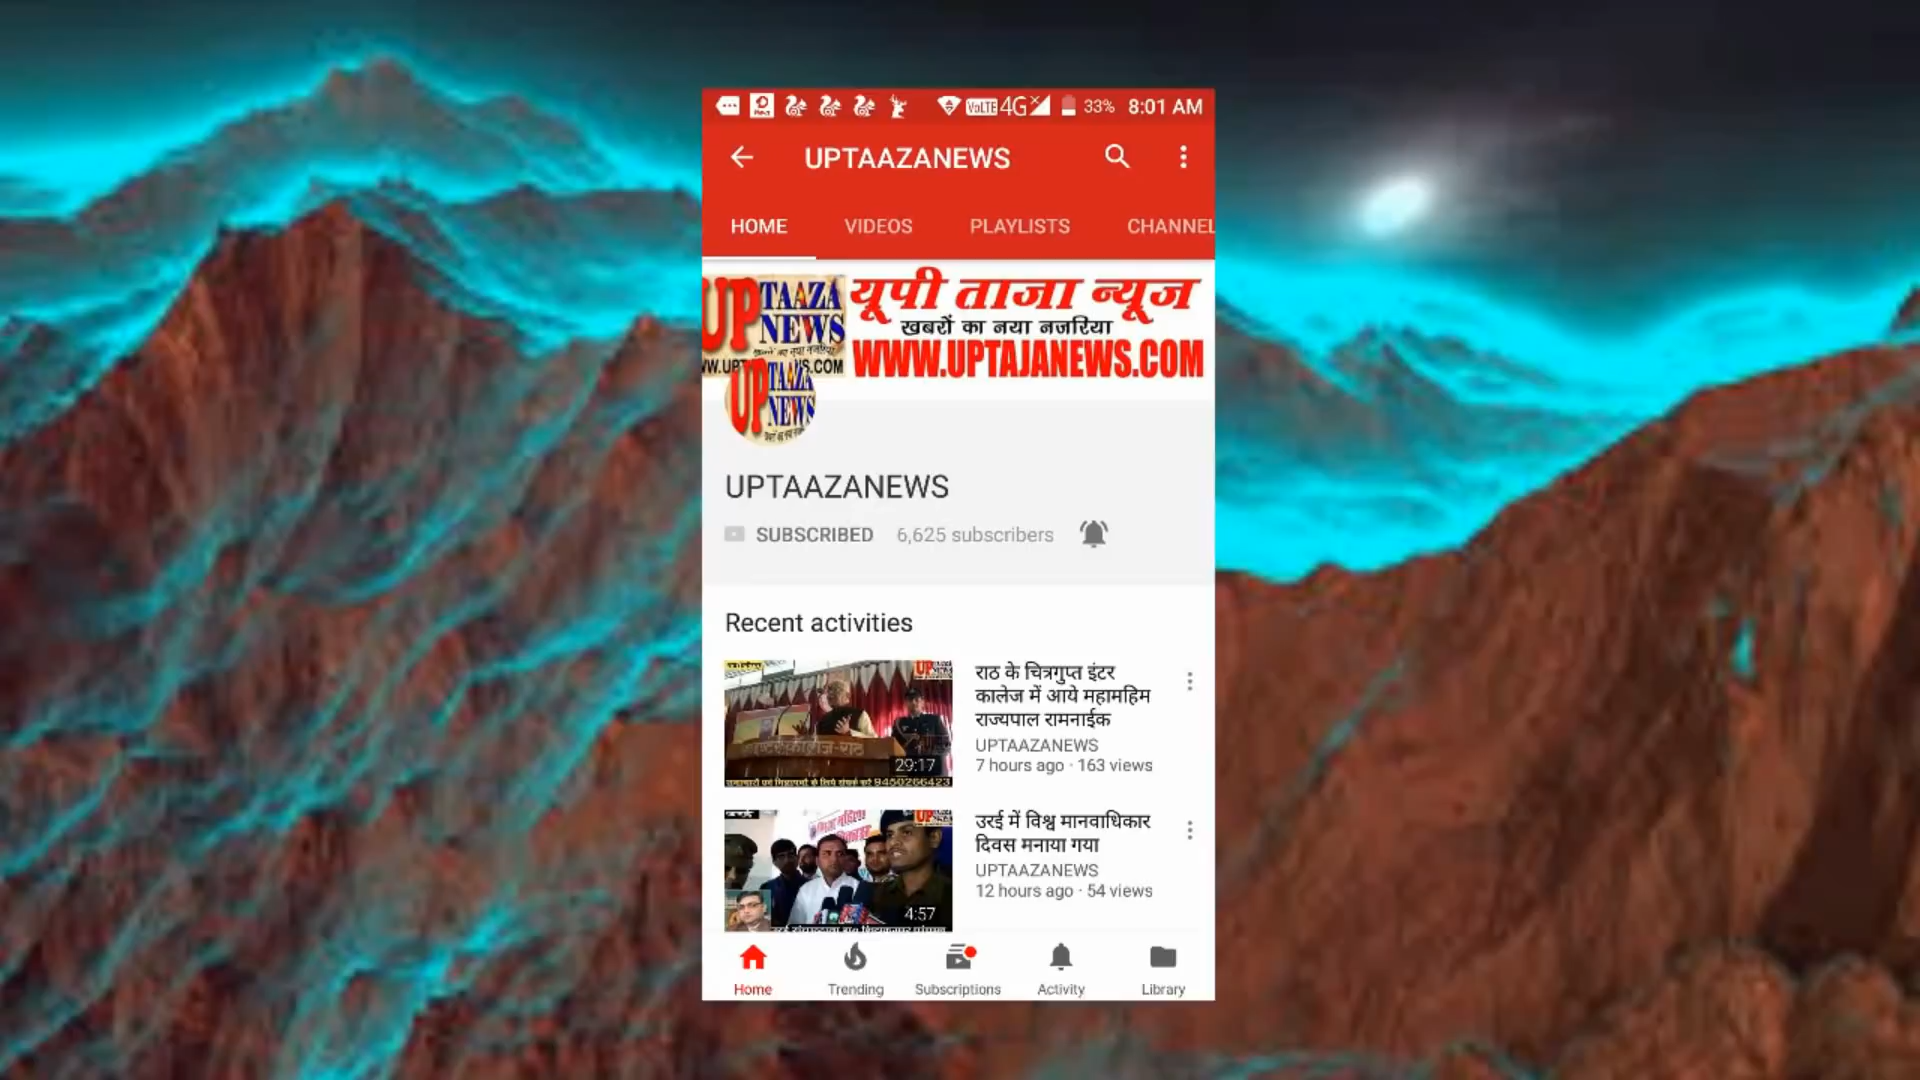 VoLTE 4G 33% 8:01 AM
UPTAAZANEWS
HOME VIDEOS PLAYLISTS CHANNEL
UP TAAZA NEWS
यूपी ताजा न्यूज
खबरों का नया नजरिया
WWW.UPTAJANEWS.COM
UP TAAZA NEWS
UPTAAZANEWS
SUBSCRIBED 6,625 subscribers
Recent activities
राठ के चित्रगुप्त इंटर
कालेज में आये महामहिम
राज्यपाल रामनाईक
UPTAAZANEWS
7 hours ago · 163 views
29:17
उरई में विश्व मानवाधिकार
दिवस मनाया गया
UPTAAZANEWS
12 hours ago · 54 views
4:57
Home Trending Subscriptions Activity Library